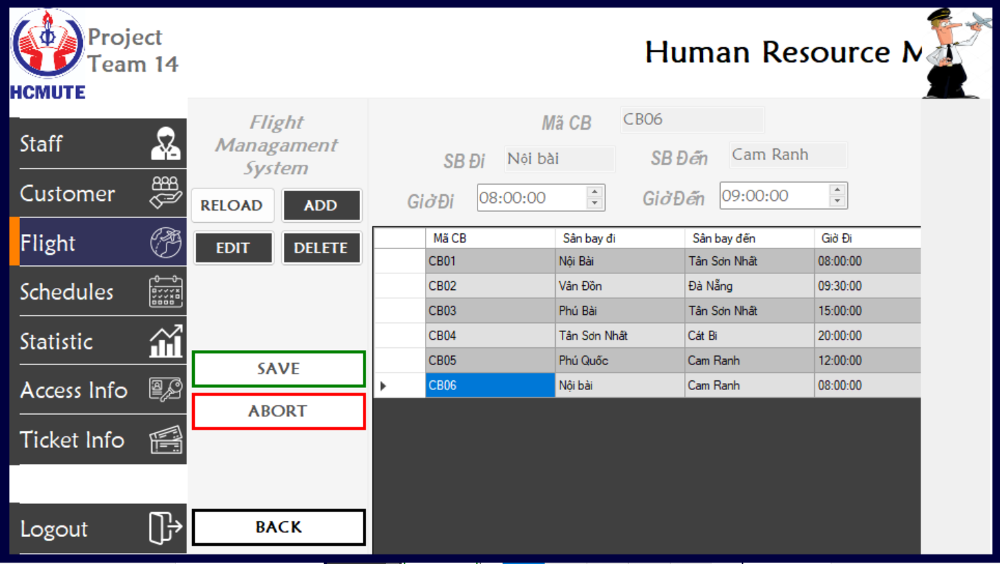 Project
Team 14
HCMUTE
Human Resource M
Staff
Customer
Flight
Schedules
Statistic
Access Info
Ticket Info
Logout
Flight
Managament
System
RELOAD ADD
EDIT DELETE
SAVE
ABORT
BACK
Mã CB CB06
SB Đi Nội bài SB Đến Cam Ranh
Giờ Đi 08:00:00 Giờ Đến 09:00:00
Mã CB Sân bay đi Sân bay đến Giờ Đi
CB01 Nội Bài Tân Sơn Nhất 08:00:00
CB02 Vân Đồn Đà Nẵng 09:30:00
CB03 Phú Bài Tân Sơn Nhất 15:00:00
CB04 Tân Sơn Nhất Cát Bi 20:00:00
CB05 Phú Quốc Cam Ranh 12:00:00
CB06 Nội bài Cam Ranh 08:00:00